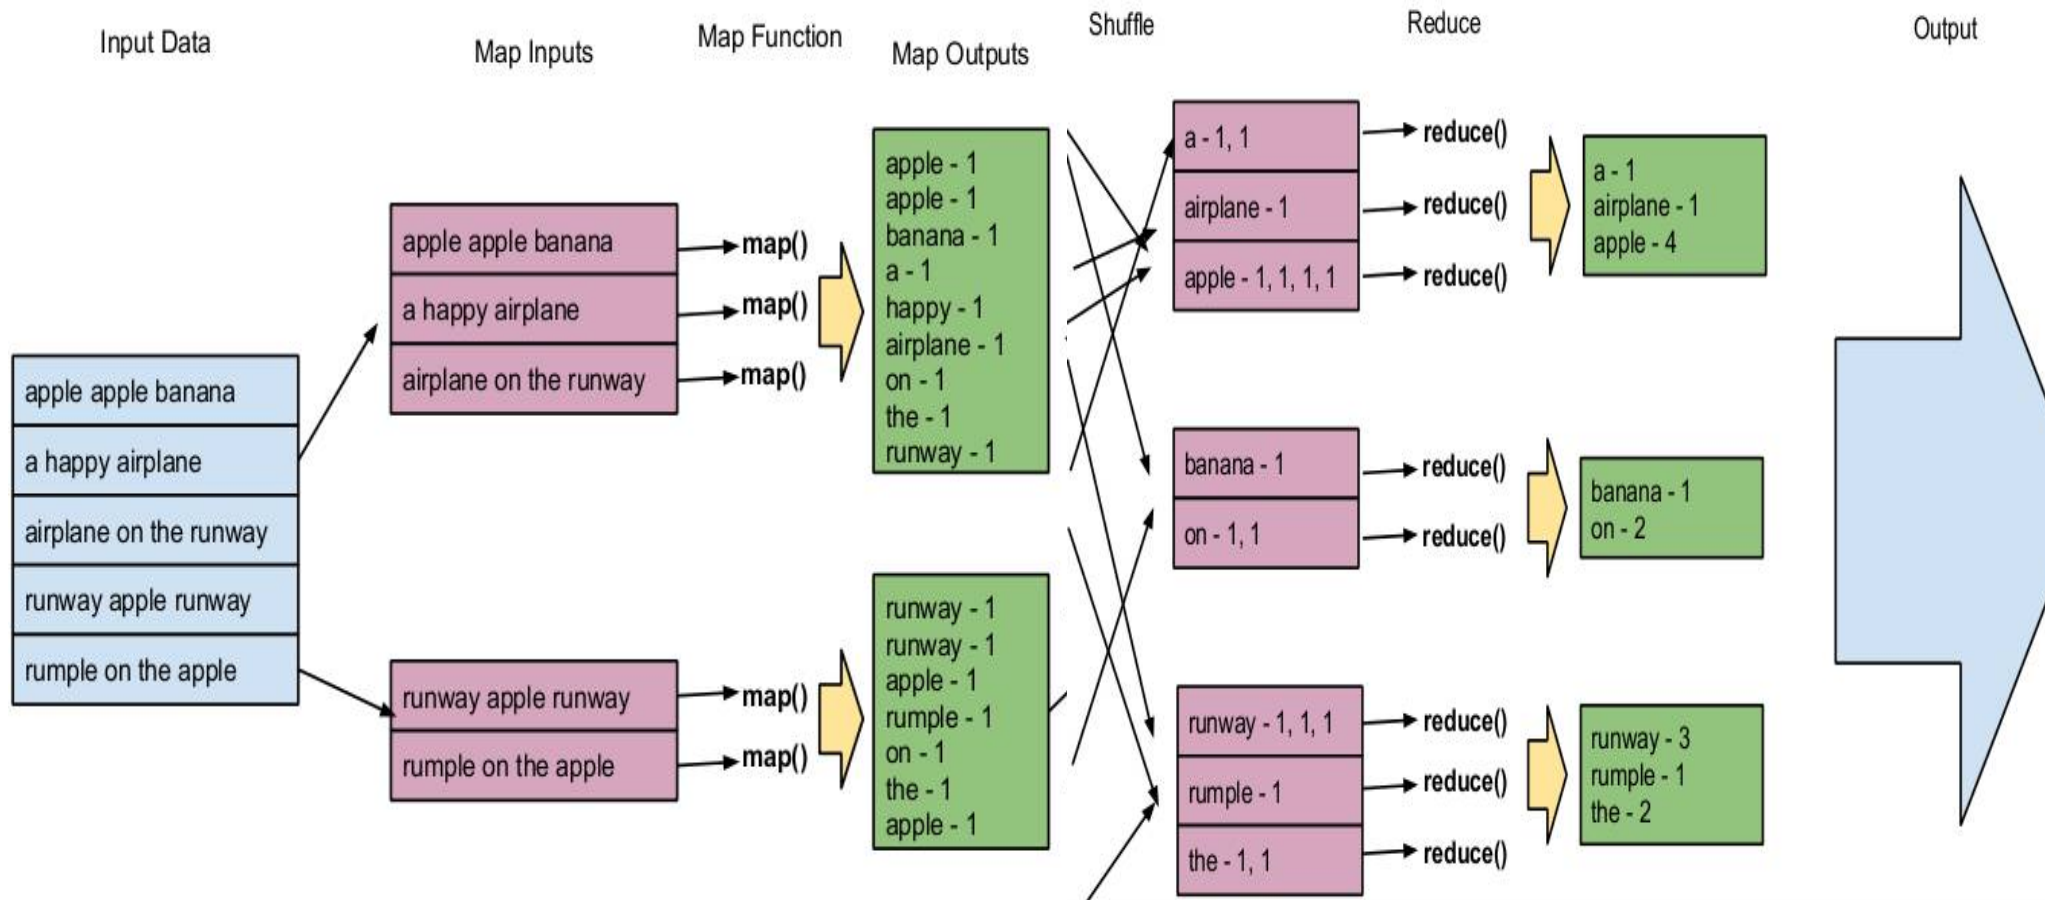 Input Data
Map Inputs
Map Function
Map Outputs
Shuffle
Reduce
Output
apple apple banana
a happy airplane
airplane on the runway
runway apple runway
rumple on the apple
apple apple banana
a happy airplane
airplane on the runway
runway apple runway
rumple on the apple
map()
map()
map()
map()
map()
apple - 1
apple - 1
banana - 1
a - 1
happy - 1
airplane - 1
on - 1
the - 1
runway - 1
runway - 1
runway - 1
apple - 1
rumple - 1
on - 1
the - 1
apple - 1
a - 1, 1
airplane - 1
apple - 1, 1, 1, 1
banana - 1
on - 1, 1
runway - 1, 1, 1
rumple - 1
the - 1, 1
reduce()
reduce()
reduce()
reduce()
reduce()
reduce()
reduce()
reduce()
a - 1
airplane - 1
apple - 4
banana - 1
on - 2
runway - 3
rumple - 1
the - 2